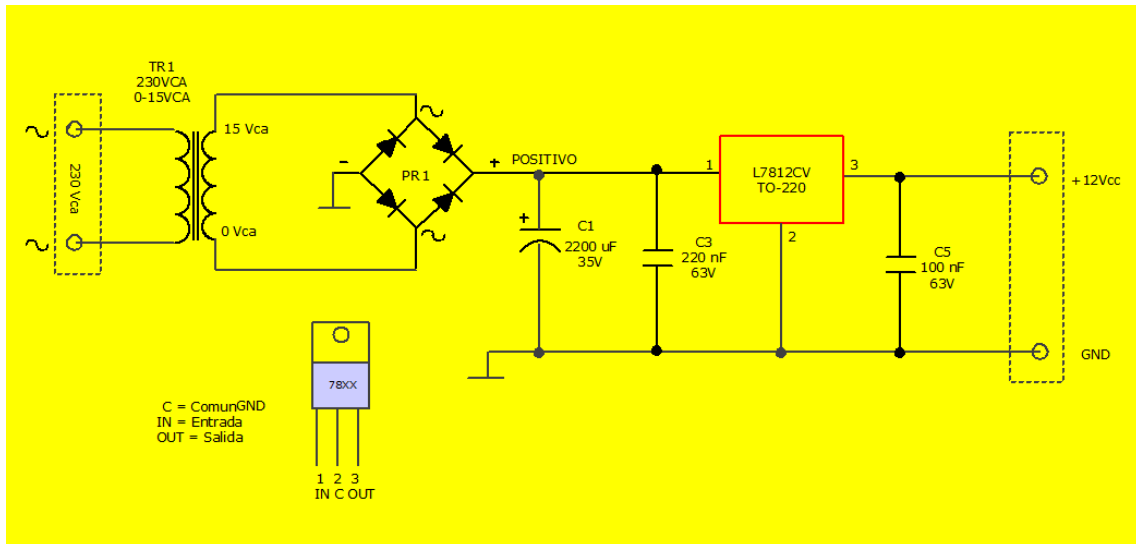 TR1
230VCA
0-15VCA
230 Vca
15 Vca
0 Vca
-
PR1
+
POSITIVO
+
C1
2200 uF
35V
C3
220 nF
63V
1
L7812CV
TO-220
3
2
C5
100 nF
63V
+12Vcc
GND
78XX
C = ComunGND
IN = Entrada
OUT = Salida
1 2 3
IN C OUT